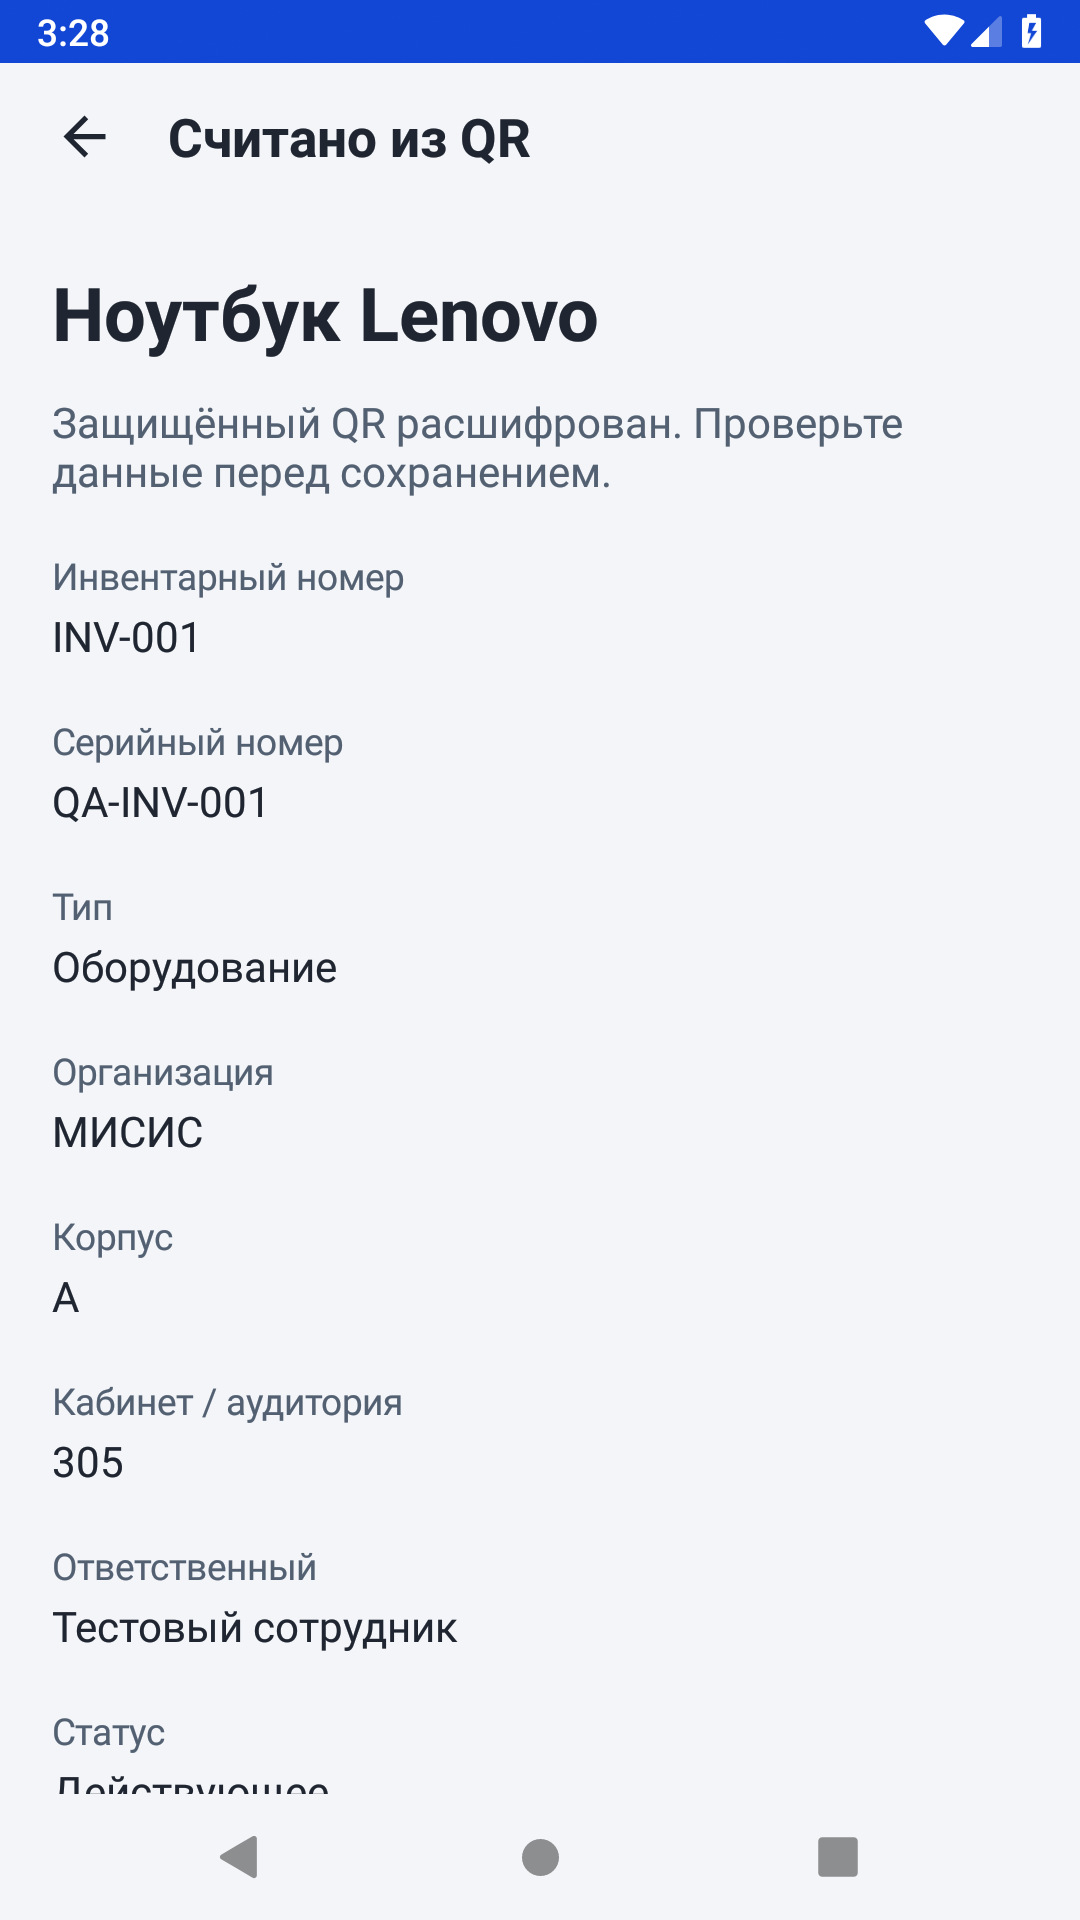 3:28
Считано из QR
Ноутбук Lenovo
Защищённый QR расшифрован. Проверьте
данные перед сохранением.
Инвентарный номер
INV-001
Серийный номер
QA-INV-001
Тип
Оборудование
Организация
МИСИС
Корпус
А
Кабинет / аудитория
305
Ответственный
Тестовый сотрудник
Статус
Действующее